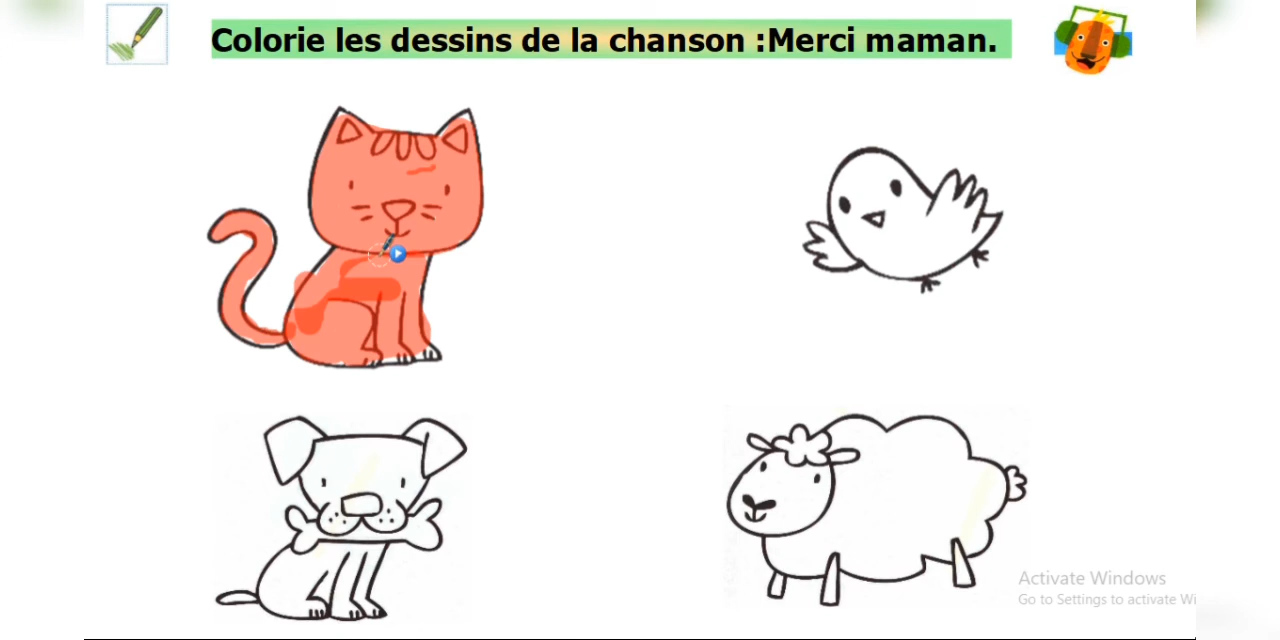 Colorie les dessins de la chanson :Merci maman.
Activate Windows
Go to Settings to activate Wi